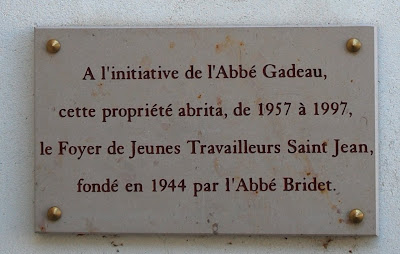 A l'initiative de l'Abbé Gadeau,
cette propriété abrita, de 1957 à 1997,
le Foyer de Jeunes Travailleurs Saint Jean,
fondé en 1944 par l'Abbé Bridet.